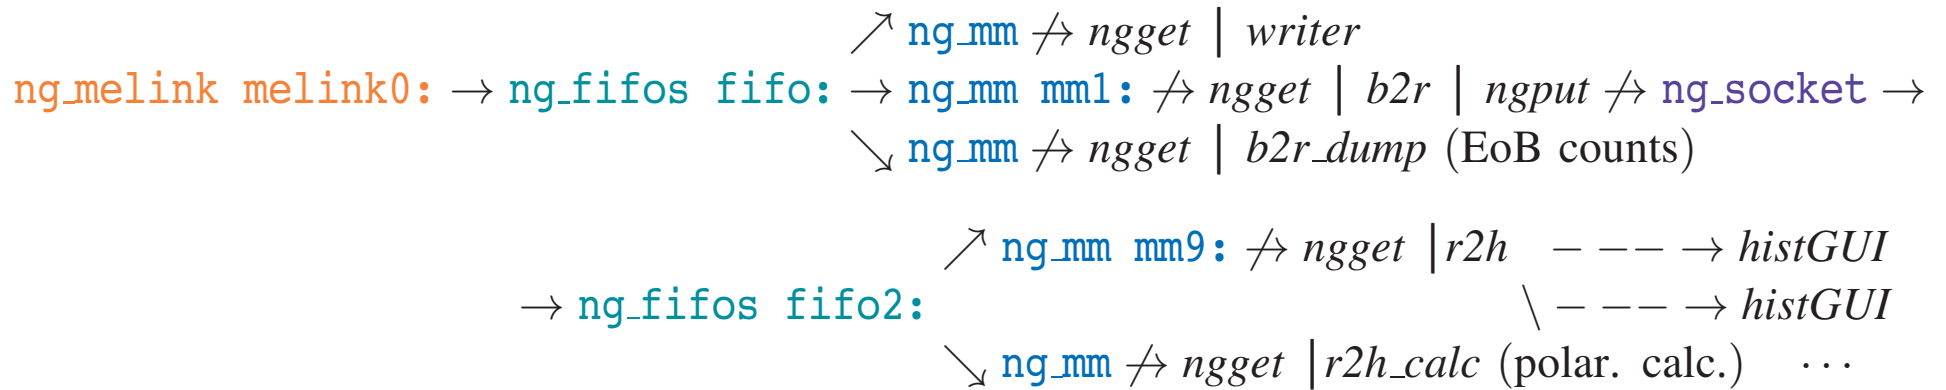 ↗ ng_mm ↛ ngget | writer
ng_melink melink0: → ng_fifos fifo: → ng_mm mm1: ↛ ngget | b2r | ngput ↛ ng_socket →
↘ ng_mm ↛ ngget | b2r_dump (EoB counts)
↗ ng_mm mm9: ↛ ngget | r2h – – – → histGUI
→ ng_fifos fifo2: \ – – – → histGUI
↘ ng_mm ↛ ngget | r2h_calc (polar. calc.) · · ·